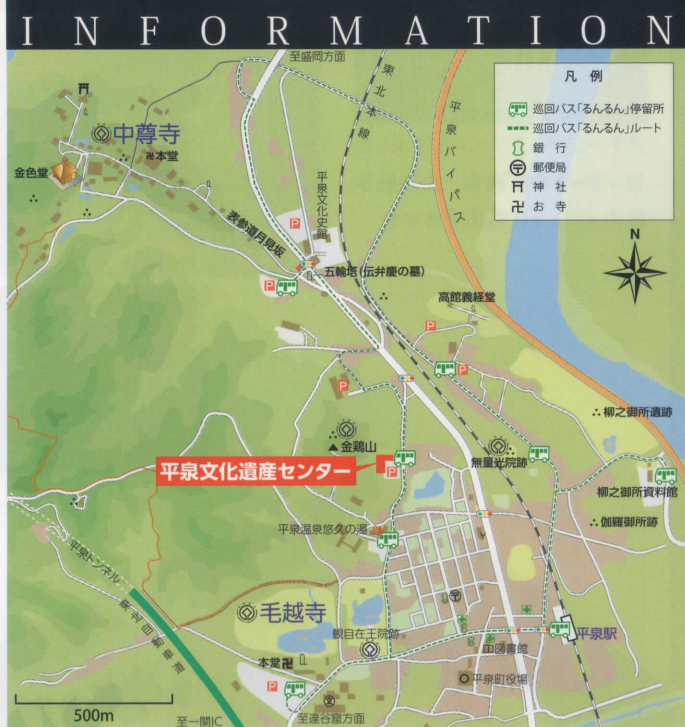 INFORMATION
至盛岡方面
東北本線
平泉バイパス
凡 例
巡回バス「るんるん」停留所
巡回バス「るんるん」ルート
銀 行
郵便局
神 社
お 寺
N
中尊寺
本堂
金色堂
表参道月見坂
平泉文化史館
P
五輪塔(伝弁慶の墓)
P
高館義経堂
P
P
P
柳之御所遺跡
金鶏山
無量光院跡
平泉文化遺産センター
P
柳之御所資料館
伽羅御所跡
平泉温泉悠久の湯
平泉トンネル
東北自動車道
毛越寺
観自在王院跡
平泉駅
図書館
本堂
平泉町役場
P
500m
至一関IC
至達谷窟方面